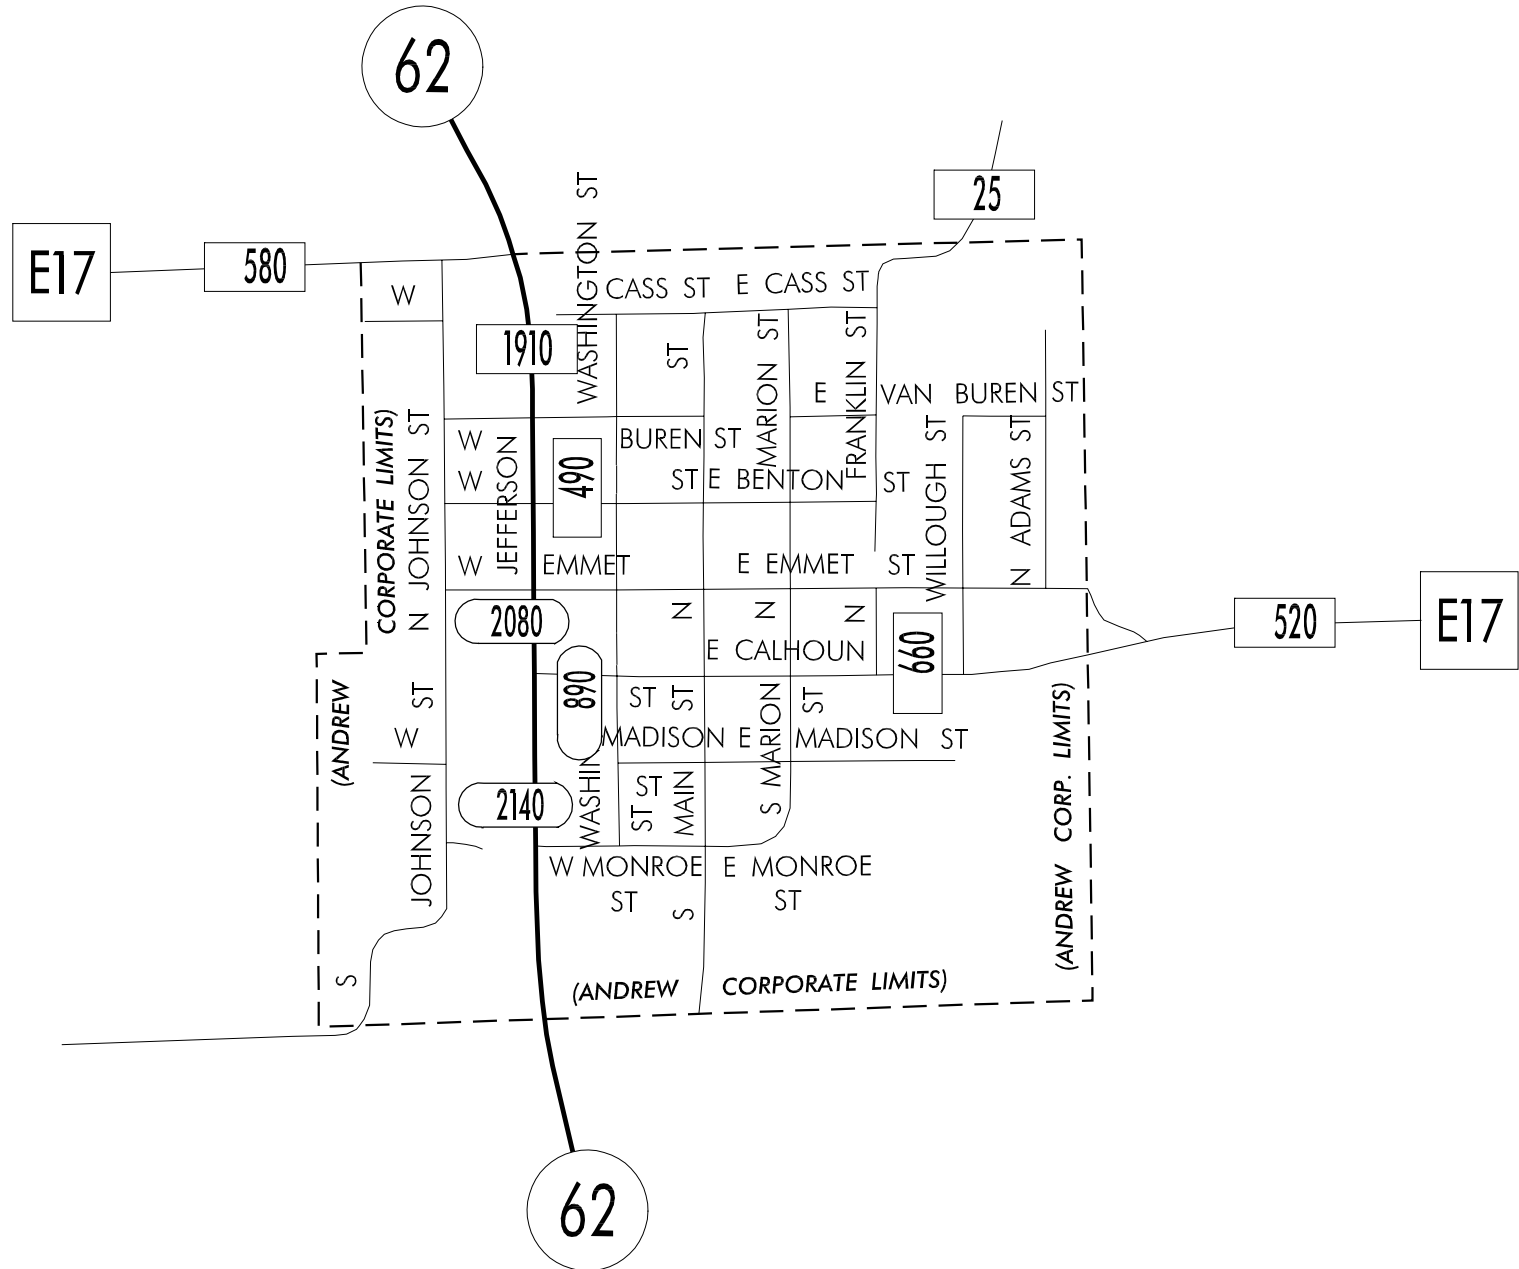 62
25
E17
580
WASHINGTON ST
CASS ST E CASS ST
W
1910
ST
MARION ST
FRANKLIN ST
E VAN BUREN ST
CORPORATE LIMITS)
N JOHNSON ST
W
JEFFERSON
490
BUREN ST
W
ST E BENTON ST
WILLOUGH ST
N ADAMS ST
W EMMET E EMMET ST
2080
N
N
N
520
E17
E CALHOUN
660
890
(ANDREW
ST
ST
ST
S MARION ST
W
MADISON E MADISON ST
(ANDREW CORP. LIMITS)
JOHNSON
2140
WASHIN
ST
ST
MAIN
W MONROE E MONROE
ST
ST
S
S
(ANDREW CORPORATE LIMITS)
62